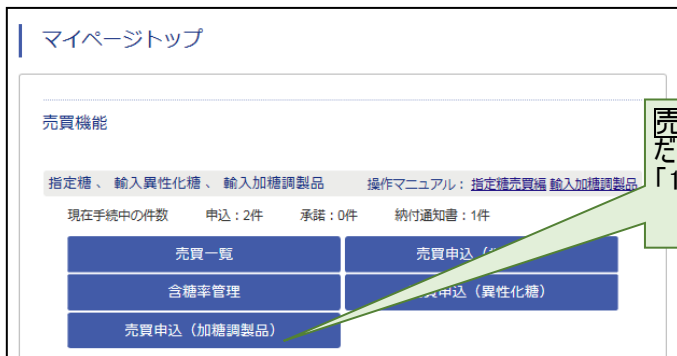 マイページトップ
売買機能
指定糖 、 輸入異性化糖 、 輸入加糖調製品 操作マニュアル： 指定糖売買編 輸入加糖調製品
現在手続中の件数 申込：2件 承諾：0件 納付通知書：1件
売買一覧 売買申込（
含糖率管理 申込（異性化糖）
売買申込（加糖調製品）
売
だ
「